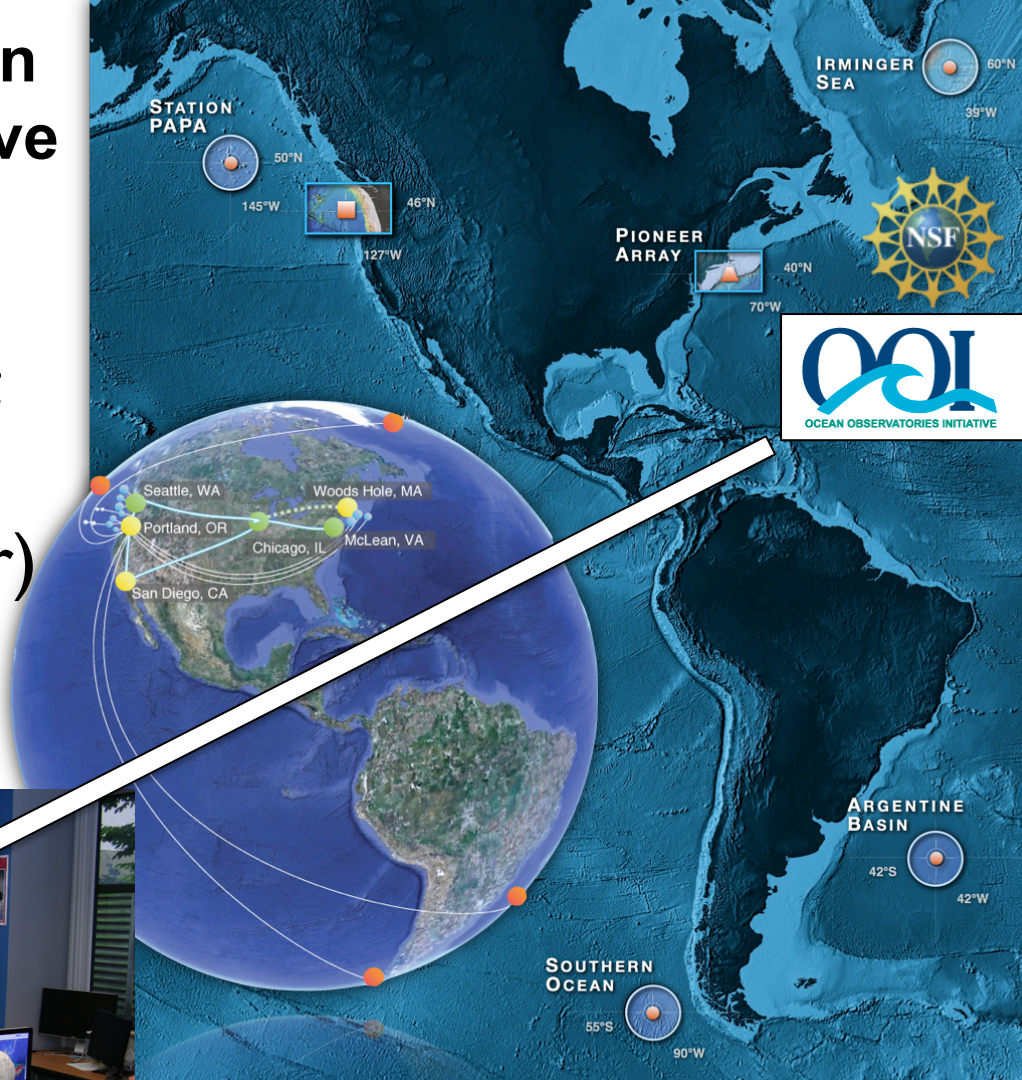 n
ve
r)
STATION
PAPA
50°N
145°W
46°N
127°W
IRMINGER
SEA
60°N
39°W
NSF
PIONEER
ARRAY
40°N
70°W
OOI
OCEAN OBSERVATORIES INITIATIVE
Seattle, WA
Woods Hole, MA
Portland, OR
McLean, VA
Chicago, IL
San Diego, CA
ARGENTINE
BASIN
42°S
42°W
SOUTHERN
OCEAN
55°S
90°W